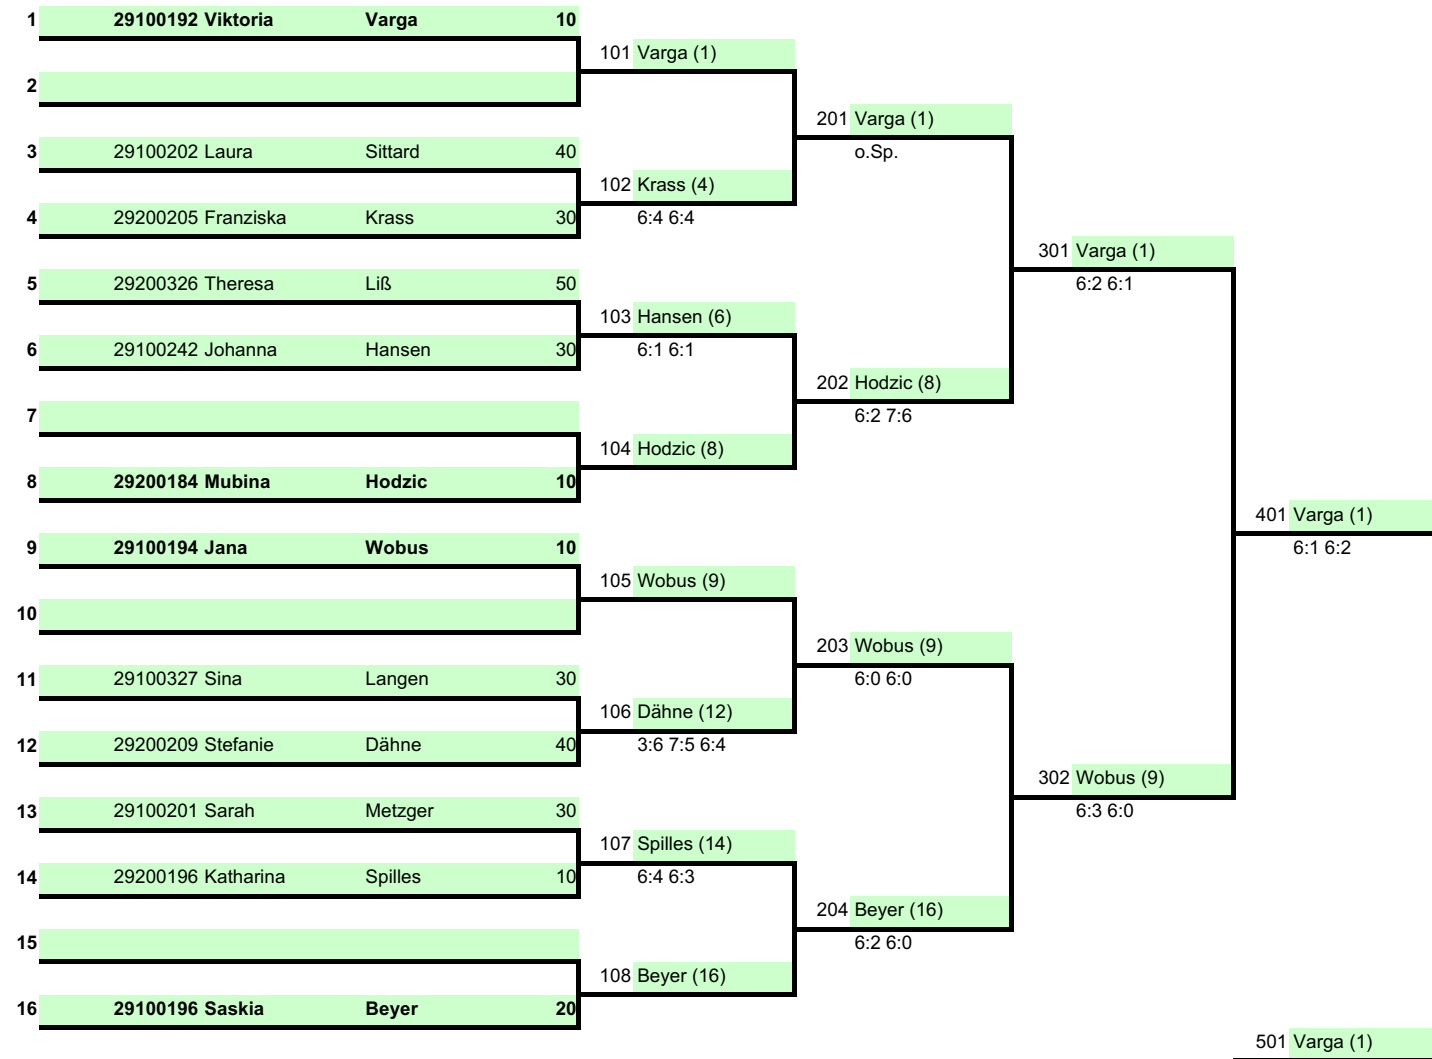 1 29100192 Viktoria Varga 10
101 Varga (1)
2
201 Varga (1)
3 29100202 Laura Sittard 40
o.Sp.
102 Krass (4)
4 29200205 Franziska Krass 30
6:4 6:4
301 Varga (1)
5 29200326 Theresa Liß 50
6:2 6:1
103 Hansen (6)
6 29100242 Johanna Hansen 30
6:1 6:1
202 Hodzic (8)
7
6:2 7:6
104 Hodzic (8)
8 29200184 Mubina Hodzic 10
401 Varga (1)
9 29100194 Jana Wobus 10
6:1 6:2
105 Wobus (9)
10
203 Wobus (9)
11 29100327 Sina Langen 30
6:0 6:0
106 Dähne (12)
12 29200209 Stefanie Dähne 40
3:6 7:5 6:4
302 Wobus (9)
13 29100201 Sarah Metzger 30
6:3 6:0
107 Spilles (14)
14 29200196 Katharina Spilles 10
6:4 6:3
204 Beyer (16)
15
6:2 6:0
108 Beyer (16)
16 29100196 Saskia Beyer 20
501 Varga (1)